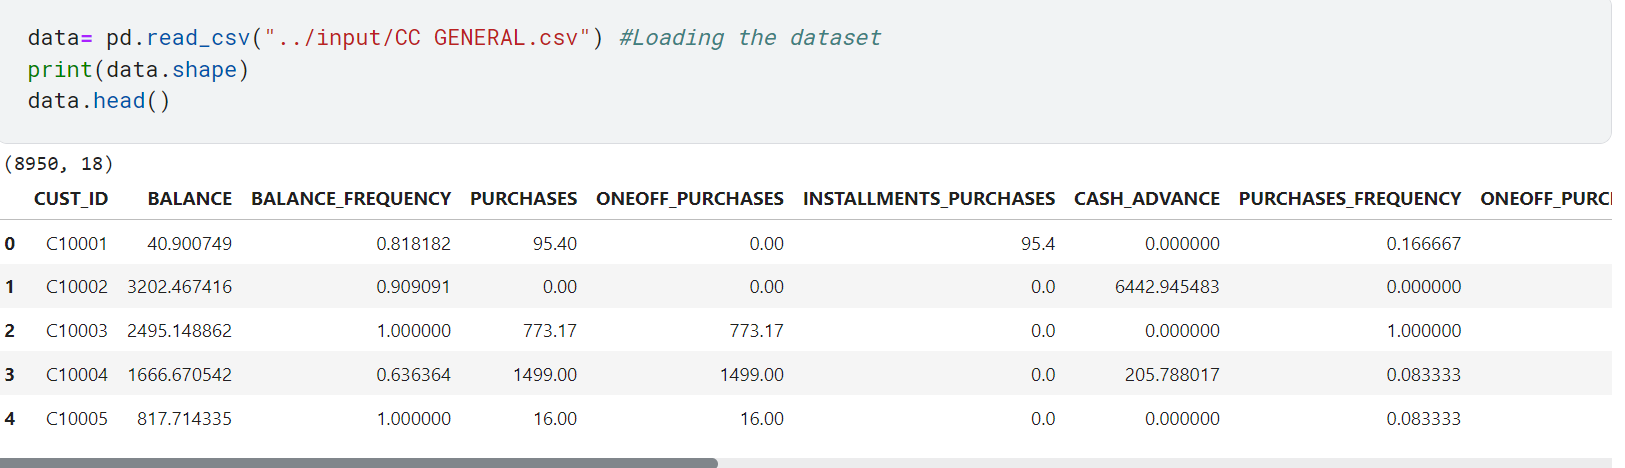 data= pd.read_csv("../input/CC GENERAL.csv") #Loading the dataset
print(data.shape)
data.head()
(8950, 18)
CUST_ID BALANCE BALANCE_FREQUENCY PURCHASES ONEOFF_PURCHASES INSTALLMENTS_PURCHASES CASH_ADVANCE PURCHASES_FREQUENCY ONEOFF_PURC
0 C10001 40.900749 0.818182 95.40 0.00 95.4 0.000000 0.166667
1 C10002 3202.467416 0.909091 0.00 0.00 0.0 6442.945483 0.000000
2 C10003 2495.148862 1.000000 773.17 773.17 0.0 0.000000 1.000000
3 C10004 1666.670542 0.636364 1499.00 1499.00 0.0 205.788017 0.083333
4 C10005 817.714335 1.000000 16.00 16.00 0.0 0.000000 0.083333